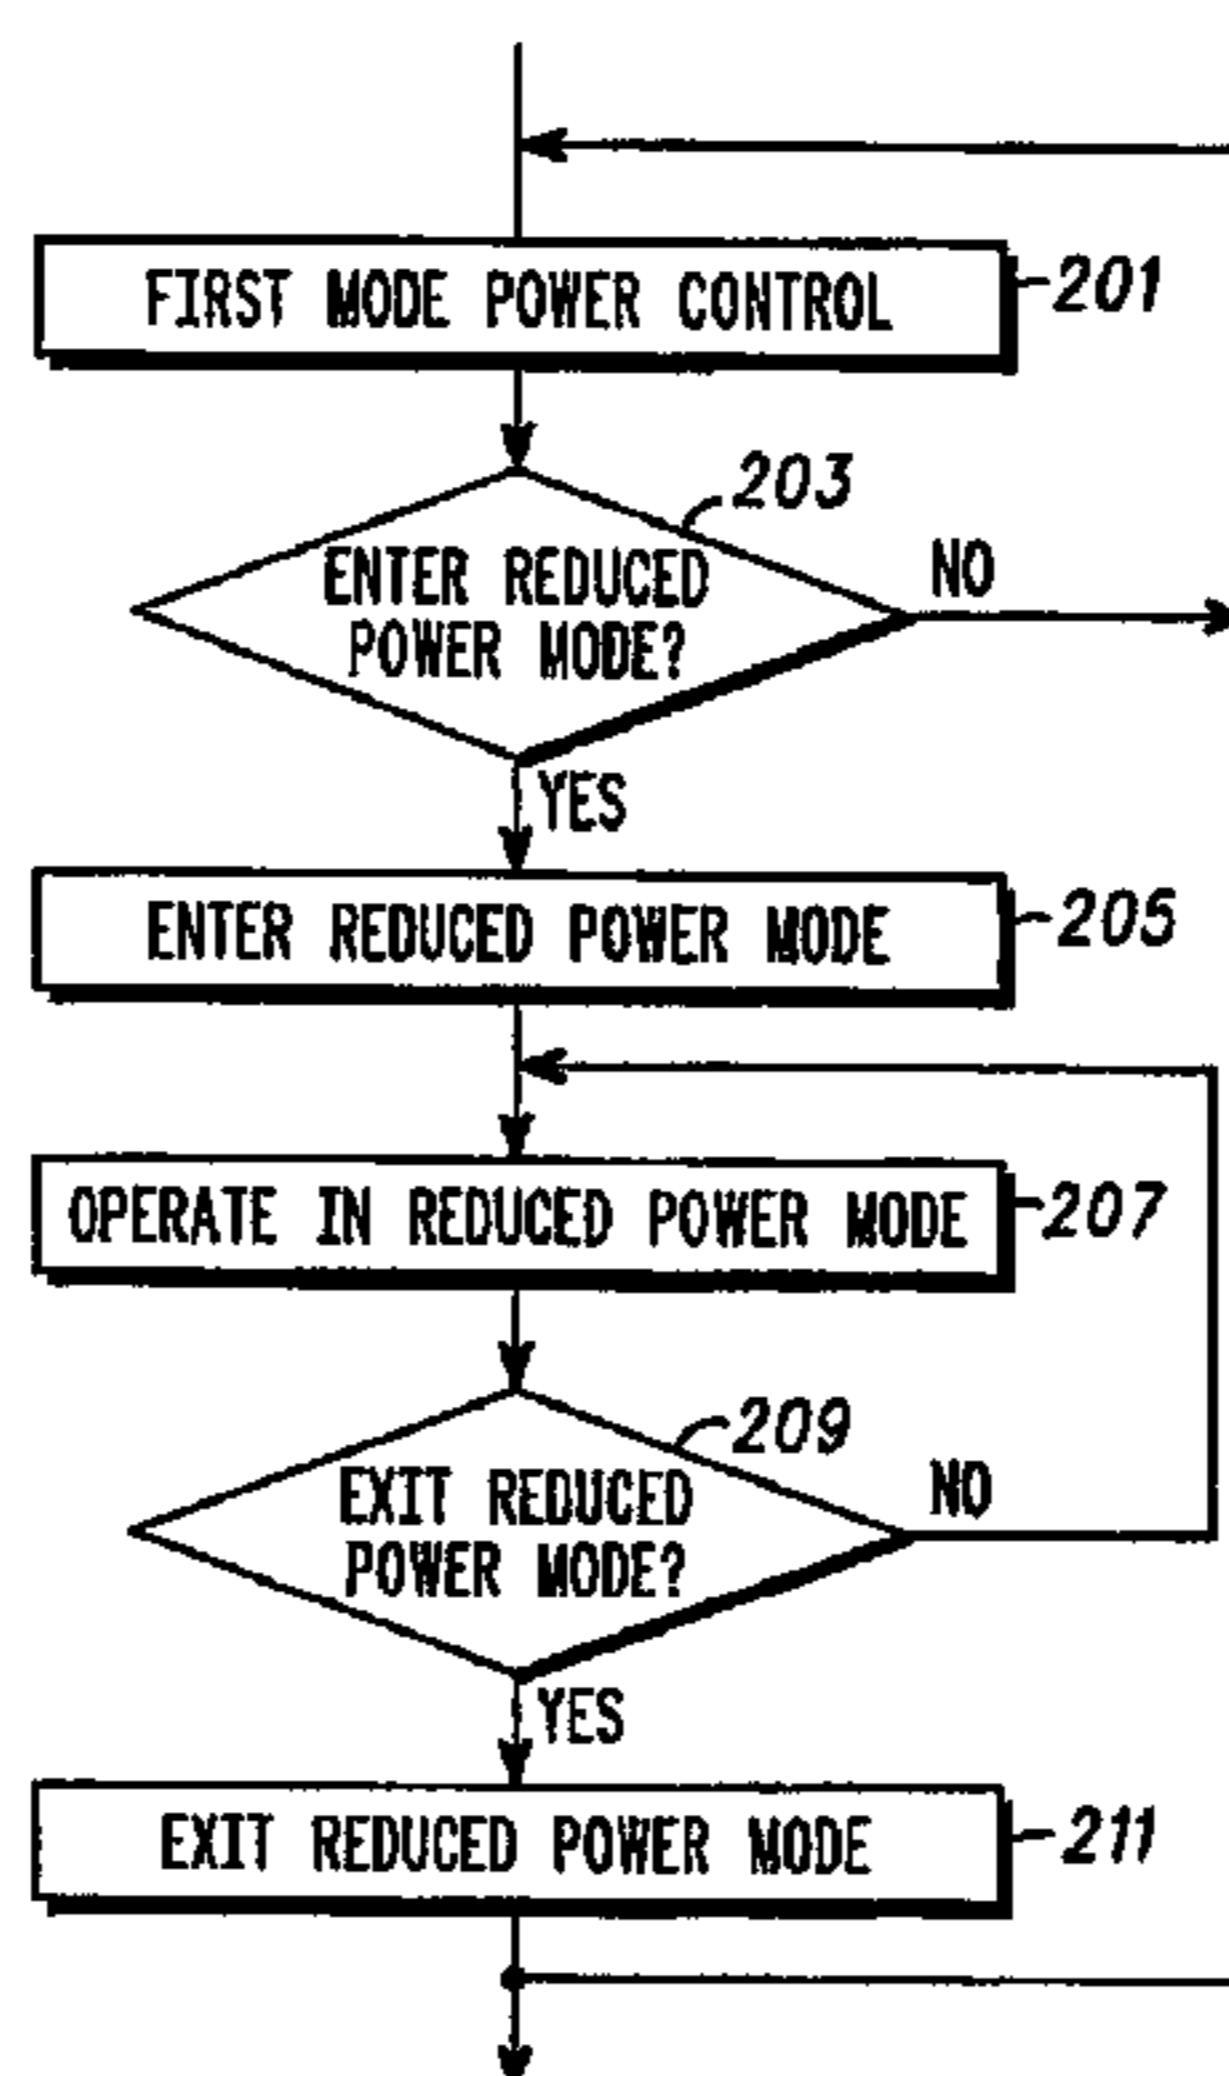 FIRST MODE POWER CONTROL
201
203
ENTER REDUCED
POWER MODE?
NO
YES
ENTER REDUCED POWER MODE
205
OPERATE IN REDUCED POWER MODE
207
209
EXIT REDUCED
POWER MODE?
NO
YES
EXIT REDUCED POWER MODE
211